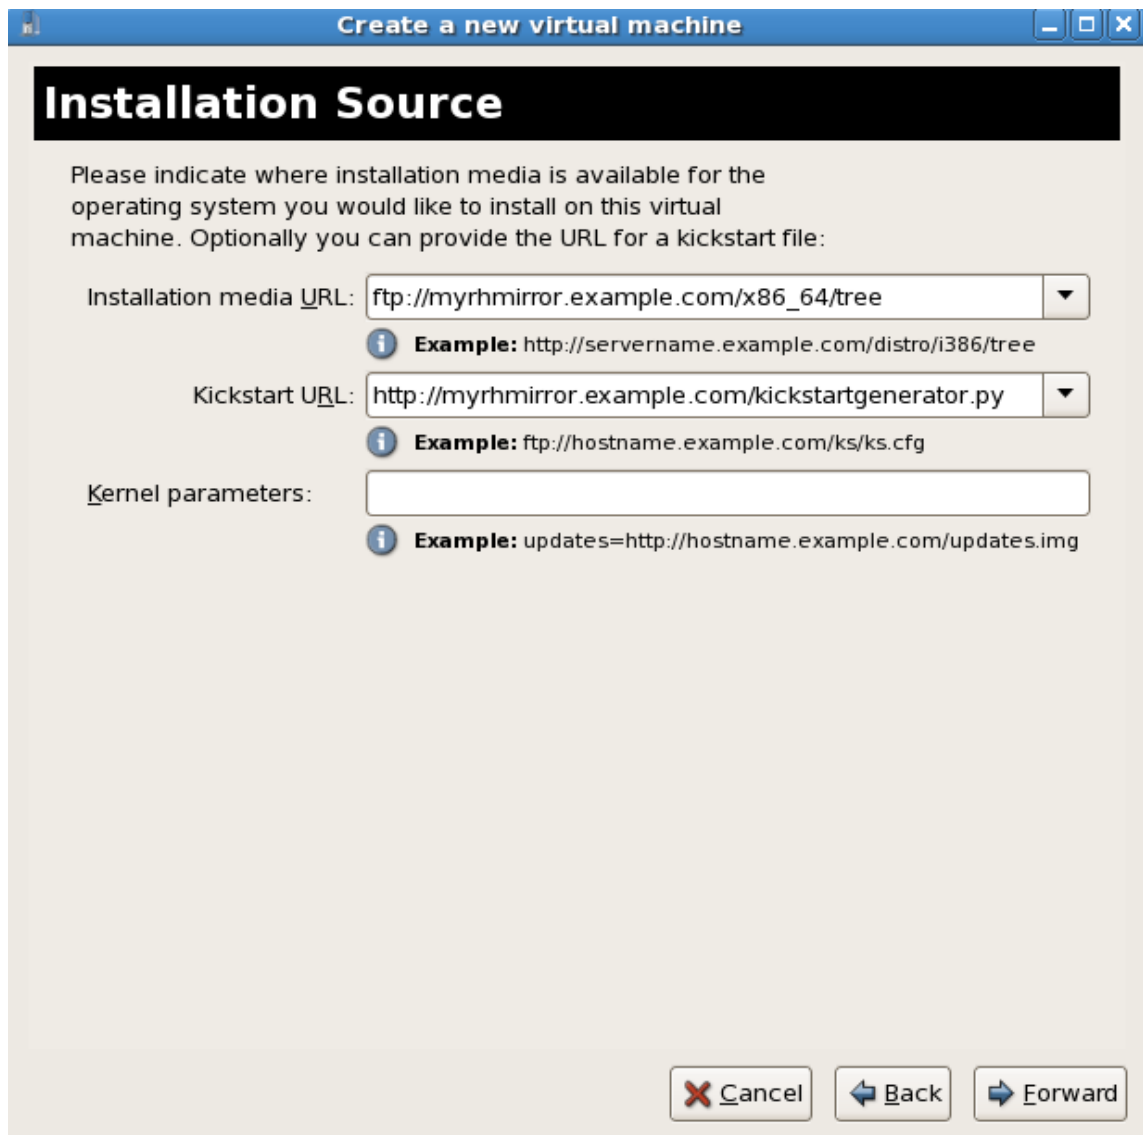 Create a new virtual machine
Installation Source
Please indicate where installation media is available for the
operating system you would like to install on this virtual
machine. Optionally you can provide the URL for a kickstart file:
Installation media URL: ftp://myrhmirror.example.com/x86_64/tree
Example: http://servername.example.com/distro/i386/tree
Kickstart URL: http://myrhmirror.example.com/kickstartgenerator.py
Example: ftp://hostname.example.com/ks/ks.cfg
Kernel parameters:
Example: updates=http://hostname.example.com/updates.img
Cancel Back Forward